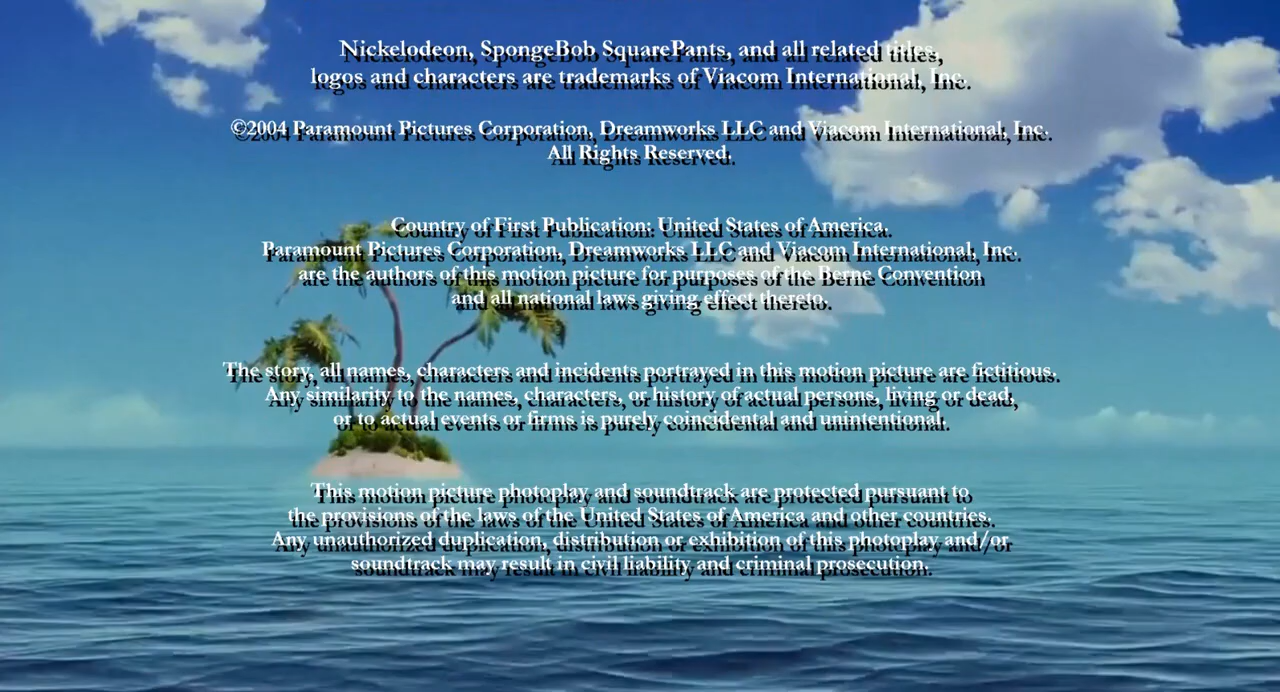 Nickelodeon, SpongeBob SquarePants, and all related titles,
logos and characters are trademarks of Viacom International, Inc.
©2004 Paramount Pictures Corporation, Dreamworks LLC and Viacom International, Inc.
All Rights Reserved.
Country of First Publication: United States of America.
Paramount Pictures Corporation, Dreamworks LLC and Viacom International, Inc.
are the authors of this motion picture for purposes of the Berne Convention
and all national laws giving effect thereto.
The story, all names, characters and incidents portrayed in this motion picture are fictitious.
Any similarity to the names, characters, or history of actual persons, living or dead,
or to actual events or firms is purely coincidental and unintentional.
This motion picture photoplay and soundtrack are protected pursuant to
the provisions of the laws of the United States of America and other countries.
Any unauthorized duplication, distribution or exhibition of this photoplay and/or
soundtrack may result in civil liability and criminal prosecution.